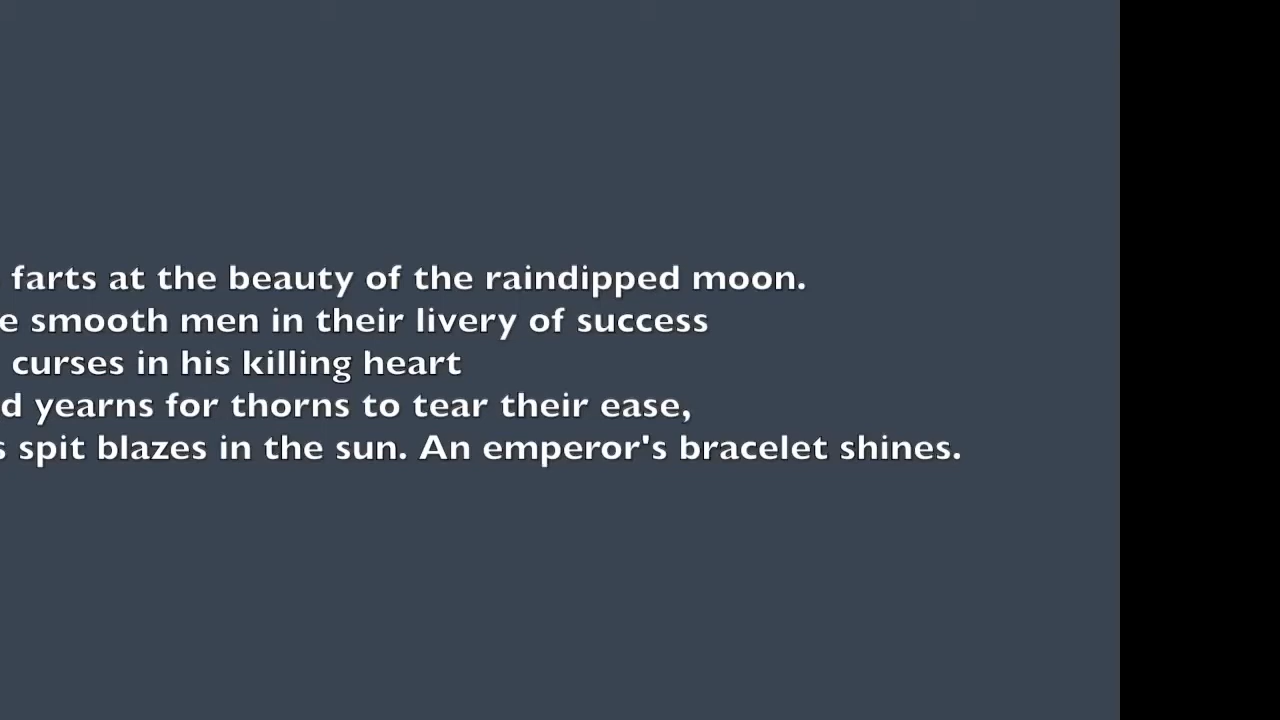 farts at the beauty of the raindipped moon.
smooth men in their livery of success
curses in his killing heart
yearns for thorns to tear their ease,
spit blazes in the sun. An emperor's bracelet shines.